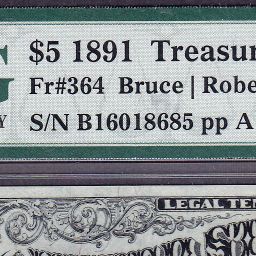 $5 1891 Treasur
Fr#364 Bruce | Robe
Y S/N B16018685 pp A
LEGAL TEN